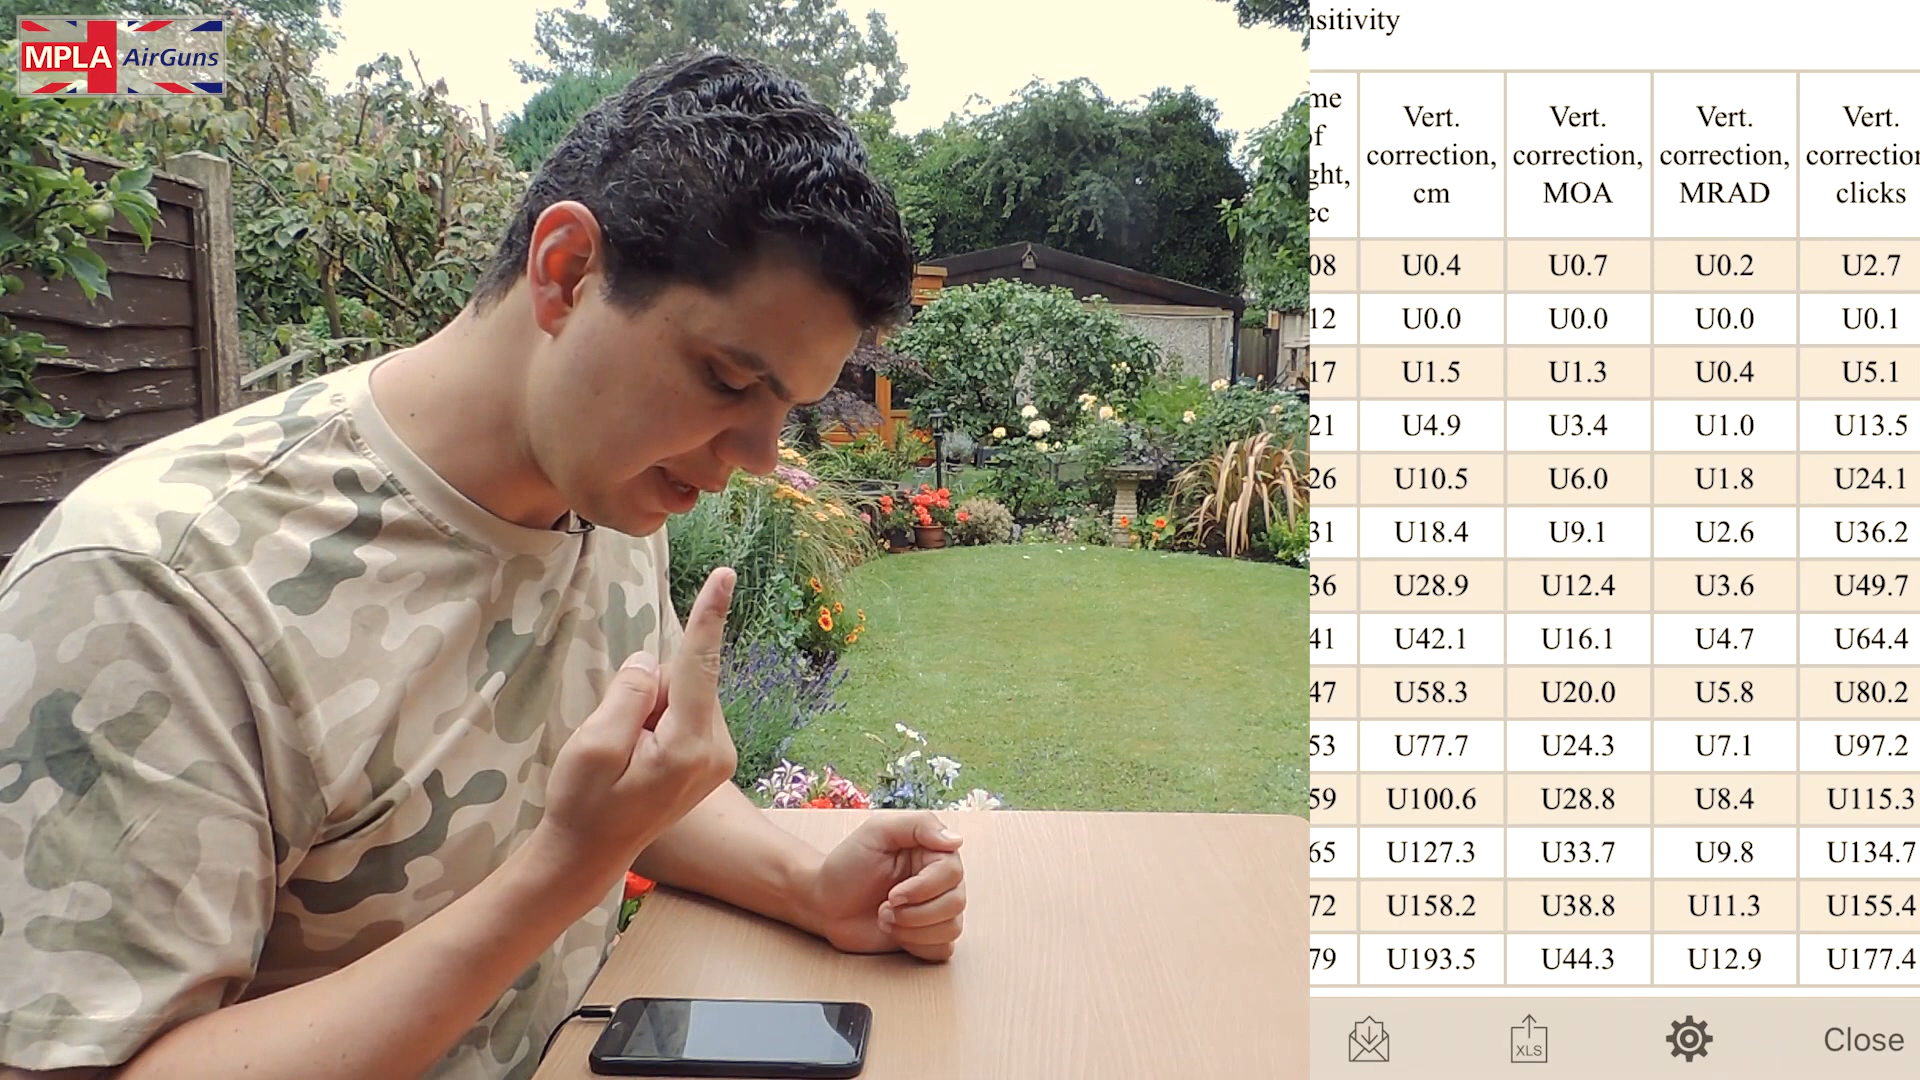 MPLA AirGuns
nsitivity
me of ght, ec
Vert. correction, cm
Vert. correction, MOA
Vert. correction, MRAD
Vert. correction clicks
08 U0.4 U0.7 U0.2 U2.7
12 U0.0 U0.0 U0.0 U0.1
17 U1.5 U1.3 U0.4 U5.1
21 U4.9 U3.4 U1.0 U13.5
26 U10.5 U6.0 U1.8 U24.1
31 U18.4 U9.1 U2.6 U36.2
36 U28.9 U12.4 U3.6 U49.7
41 U42.1 U16.1 U4.7 U64.4
47 U58.3 U20.0 U5.8 U80.2
53 U77.7 U24.3 U7.1 U97.2
59 U100.6 U28.8 U8.4 U115.3
65 U127.3 U33.7 U9.8 U134.7
72 U158.2 U38.8 U11.3 U155.4
79 U193.5 U44.3 U12.9 U177.4
XLS
Close